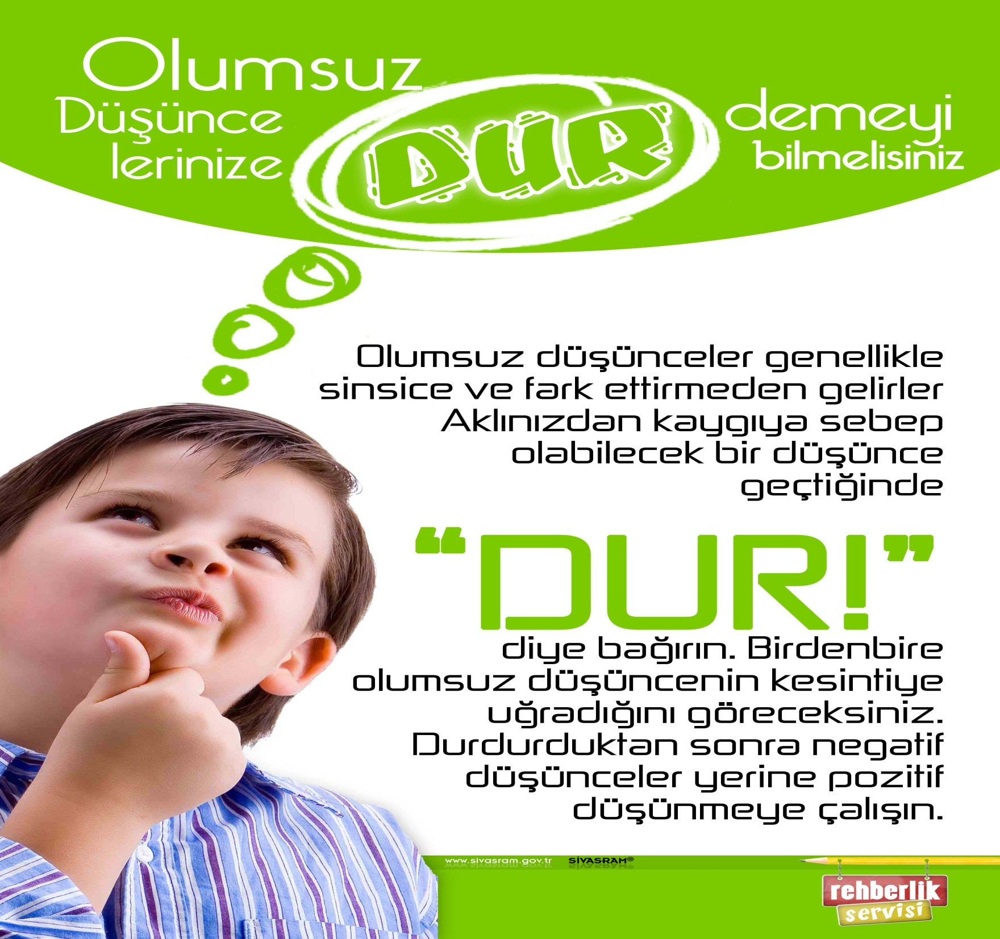 Olumsuz
Düşünce
lerinize
DUR
demeyi
bilmelisiniz
Olumsuz düşünceler genellikle
sinsice ve fark ettirmeden gelirler
Aklınızdan kaygıya sebep
olabilecek bir düşünce
geçtiğinde
“DUR!”
diye bağırın. Birdenbire
olumsuz düşüncenin kesintiye
uğradığını göreceksiniz.
Durdurduktan sonra negatif
düşünceler yerine pozitif
düşünmeye çalışın.
www.sivasram.gov.tr SİVASRAM®
rehberlik
servisi